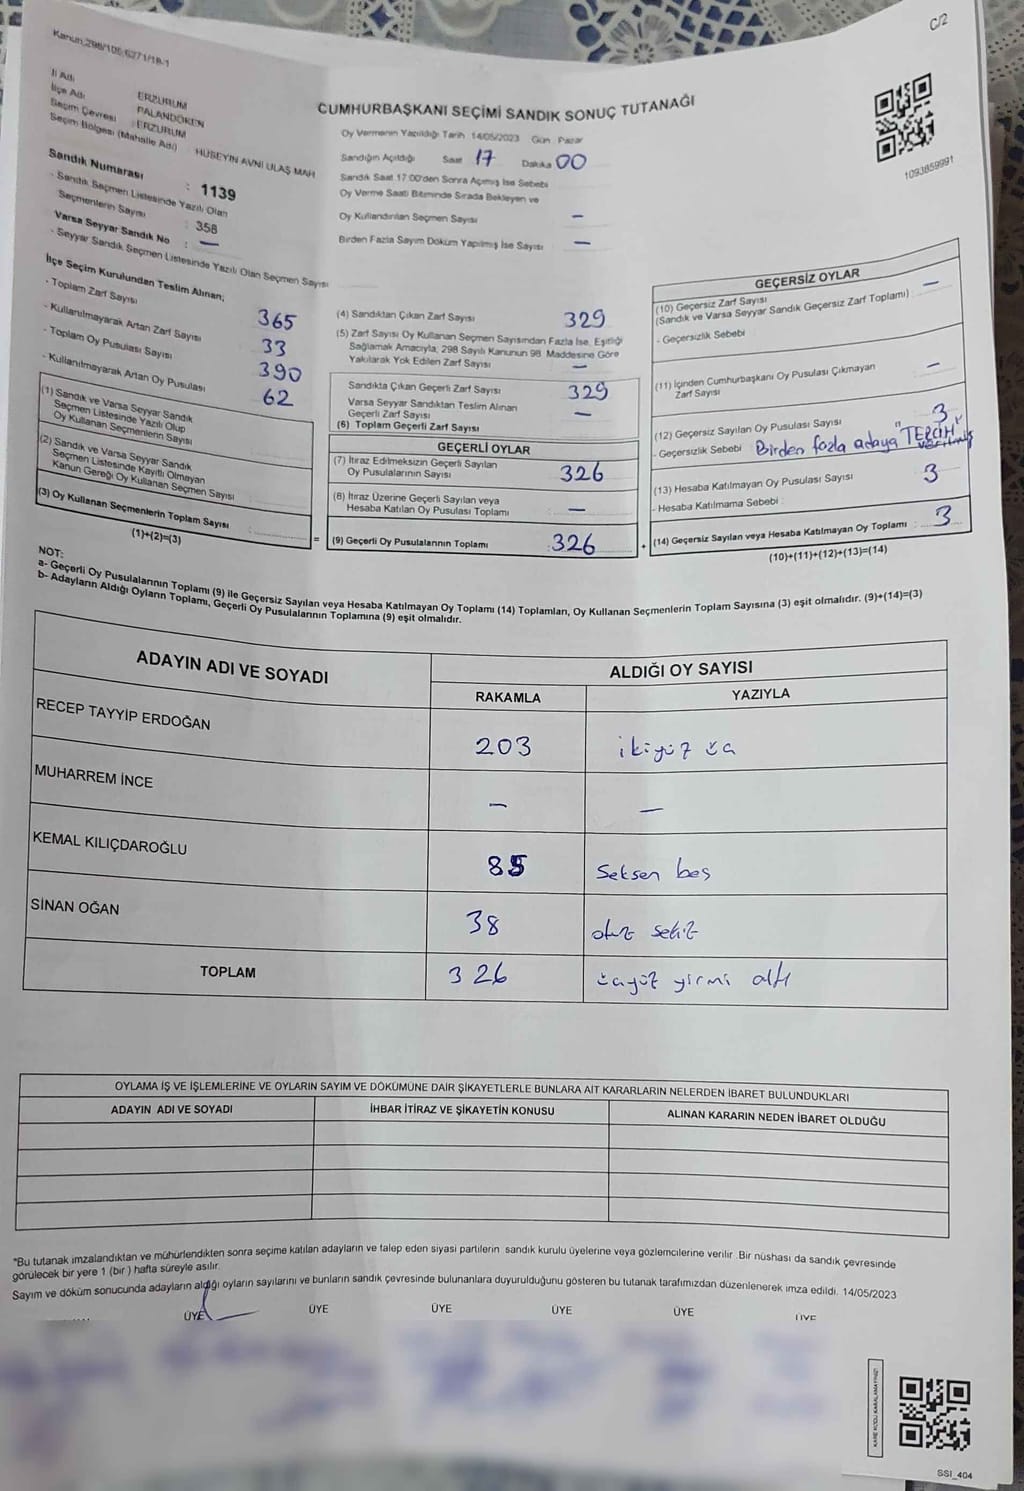 C/2
Kanun:298/105,6271/18-1
İl Adı ERZURUM
İlçe Adı PALANDÖKEN
Seçim Çevresi : ERZURUM
Seçim Bölgesi (Mahalle Adı) HÜSEYİN AVNİ ULAŞ MAH
Sandık Numarası : 1139
- Sandık Seçmen Listesinde Yazılı Olan
Seçmenlerin Sayısı : 358
Varsa Seyyar Sandık No : —
- Seyyar Sandık Seçmen Listesinde Yazılı Olan Seçmen Sayısı
CUMHURBAŞKANI SEÇİMİ SANDIK SONUÇ TUTANAĞI
Oy Vermenin Yapıldığı Tarih 14/05/2023 Gün Pazar
Sandığın Açıldığı Saat 17 Dakika 00
Sandık Saat 17:00'den Sonra Açılmış İse Sebebi
Oy Verme Saati Bitiminde Sırada Bekleyen ve
Oy Kullandırılan Seçmen Sayısı —
Birden Fazla Sayım Döküm Yapılmış İse Sayısı —
1093859991
İlçe Seçim Kurulundan Teslim Alınan;
- Toplam Zarf Sayısı 365
- Kullanılmayarak Artan Zarf Sayısı 33
- Toplam Oy Pusulası Sayısı 390
- Kullanılmayarak Artan Oy Pusulası 62
(1) Sandık ve Varsa Seyyar Sandık
Seçmen Listesinde Yazılı Olup
Oy Kullanan Seçmenlerin Sayısı
(2) Sandık ve Varsa Seyyar Sandık
Seçmen Listesinde Kayıtlı Olmayan
Kanun Gereği Oy Kullanan Seçmen Sayısı
(3) Oy Kullanan Seçmenlerin Toplam Sayısı :
(1)+(2)=(3)
=
(4) Sandıktan Çıkan Zarf Sayısı 329
(5) Zarf Sayısı Oy Kullanan Seçmen Sayısından Fazla İse, Eşitliği
Sağlamak Amacıyla, 298 Sayılı Kanunun 98. Maddesine Göre
Yakılarak Yok Edilen Zarf Sayısı —
Sandıkta Çıkan Geçerli Zarf Sayısı 329
Varsa Seyyar Sandıktan Teslim Alınan
Geçerli Zarf Sayısı —
(6) Toplam Geçerli Zarf Sayısı
GEÇERLİ OYLAR
(7) İtiraz Edilmeksizin Geçerli Sayılan
Oy Pusulalarının Sayısı 326
(8) İtiraz Üzerine Geçerli Sayılan veya
Hesaba Katılan Oy Pusulası Toplamı —
(9) Geçerli Oy Pusulalarının Toplamı : 326
+
GEÇERSİZ OYLAR
(10) Geçersiz Zarf Sayısı
(Sandık ve Varsa Seyyar Sandık Geçersiz Zarf Toplamı) —
- Geçersizlik Sebebi
(11) İçinden Cumhurbaşkanı Oy Pusulası Çıkmayan
Zarf Sayısı —
(12) Geçersiz Sayılan Oy Pusulası Sayısı 3
- Geçersizlik Sebebi Birden fazla adaya "TERCİH" verilmiş
(13) Hesaba Katılmayan Oy Pusulası Sayısı 3
- Hesaba Katılmama Sebebi :
(14) Geçersiz Sayılan veya Hesaba Katılmayan Oy Toplamı : 3
(10)+(11)+(12)+(13)=(14)
NOT:
a- Geçerli Oy Pusulalarının Toplamı (9) ile Geçersiz Sayılan veya Hesaba Katılmayan Oy Toplamı (14) Toplamları, Oy Kullanan Seçmenlerin Toplam Sayısına (3) eşit olmalıdır. (9)+(14)=(3)
b- Adayların Aldığı Oyların Toplamı, Geçerli Oy Pusulalarının Toplamına (9) eşit olmalıdır.
ADAYIN ADI VE SOYADI ALDIĞI OY SAYISI
RAKAMLA YAZIYLA
RECEP TAYYİP ERDOĞAN 203 ikiyüz üç
MUHARREM İNCE — —
KEMAL KILIÇDAROĞLU 85 Seksen beş
SİNAN OĞAN 38 otuz sekiz
TOPLAM 326 üçyüz yirmi altı
OYLAMA İŞ VE İŞLEMLERİNE VE OYLARIN SAYIM VE DÖKÜMÜNE DAİR ŞİKAYETLERLE BUNLARA AİT KARARLARIN NELERDEN İBARET BULUNDUKLARI
ADAYIN ADI VE SOYADI İHBAR İTİRAZ VE ŞİKAYETİN KONUSU ALINAN KARARIN NEDEN İBARET OLDUĞU
*Bu tutanak imzalandıktan ve mühürlendikten sonra seçime katılan adayların ve talep eden siyasi partilerin sandık kurulu üyelerine veya gözlemcilerine verilir. Bir nüshası da sandık çevresinde
görülecek bir yere 1 (bir) hafta süreyle asılır.
Sayım ve döküm sonucunda adayların aldığı oyların sayılarını ve bunların sandık çevresinde bulunanlara duyurulduğunu gösteren bu tutanak tarafımızdan düzenlenerek imza edildi. 14/05/2023
ÜYE ÜYE ÜYE ÜYE ÜYE ÜYE
KARE KODU KARALAMAYINIZ!
SSI_404